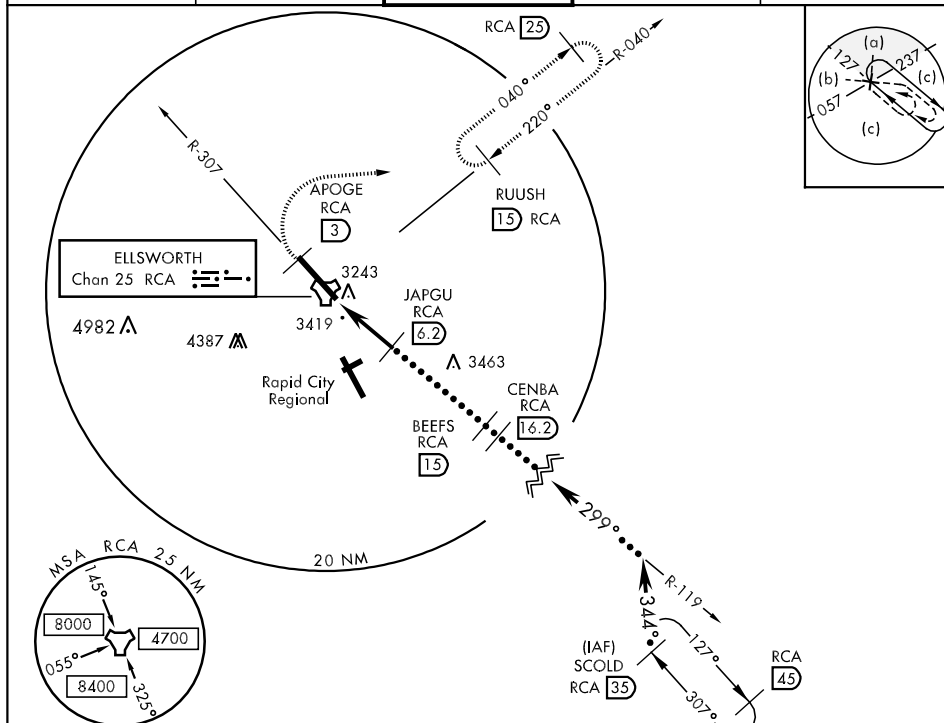 RCA 25
R-040
040°
220°
RUUSH
15 RCA
(a)
127
237
(b)
(c)
057
(c)
R-307
APOGE
RCA
3
ELLSWORTH
Chan 25 RCA
3243
3419
4982
4387
JAPGU
RCA
6.2
3463
Rapid City
Regional
CENBA
RCA
16.2
BEEFS
RCA
15
299°
20 NM
R-119
344°
127°
307°
(IAF)
SCOLD
RCA 35
RCA
45
MSA RCA 25 NM
145°
8000
4700
055°
8400
325°